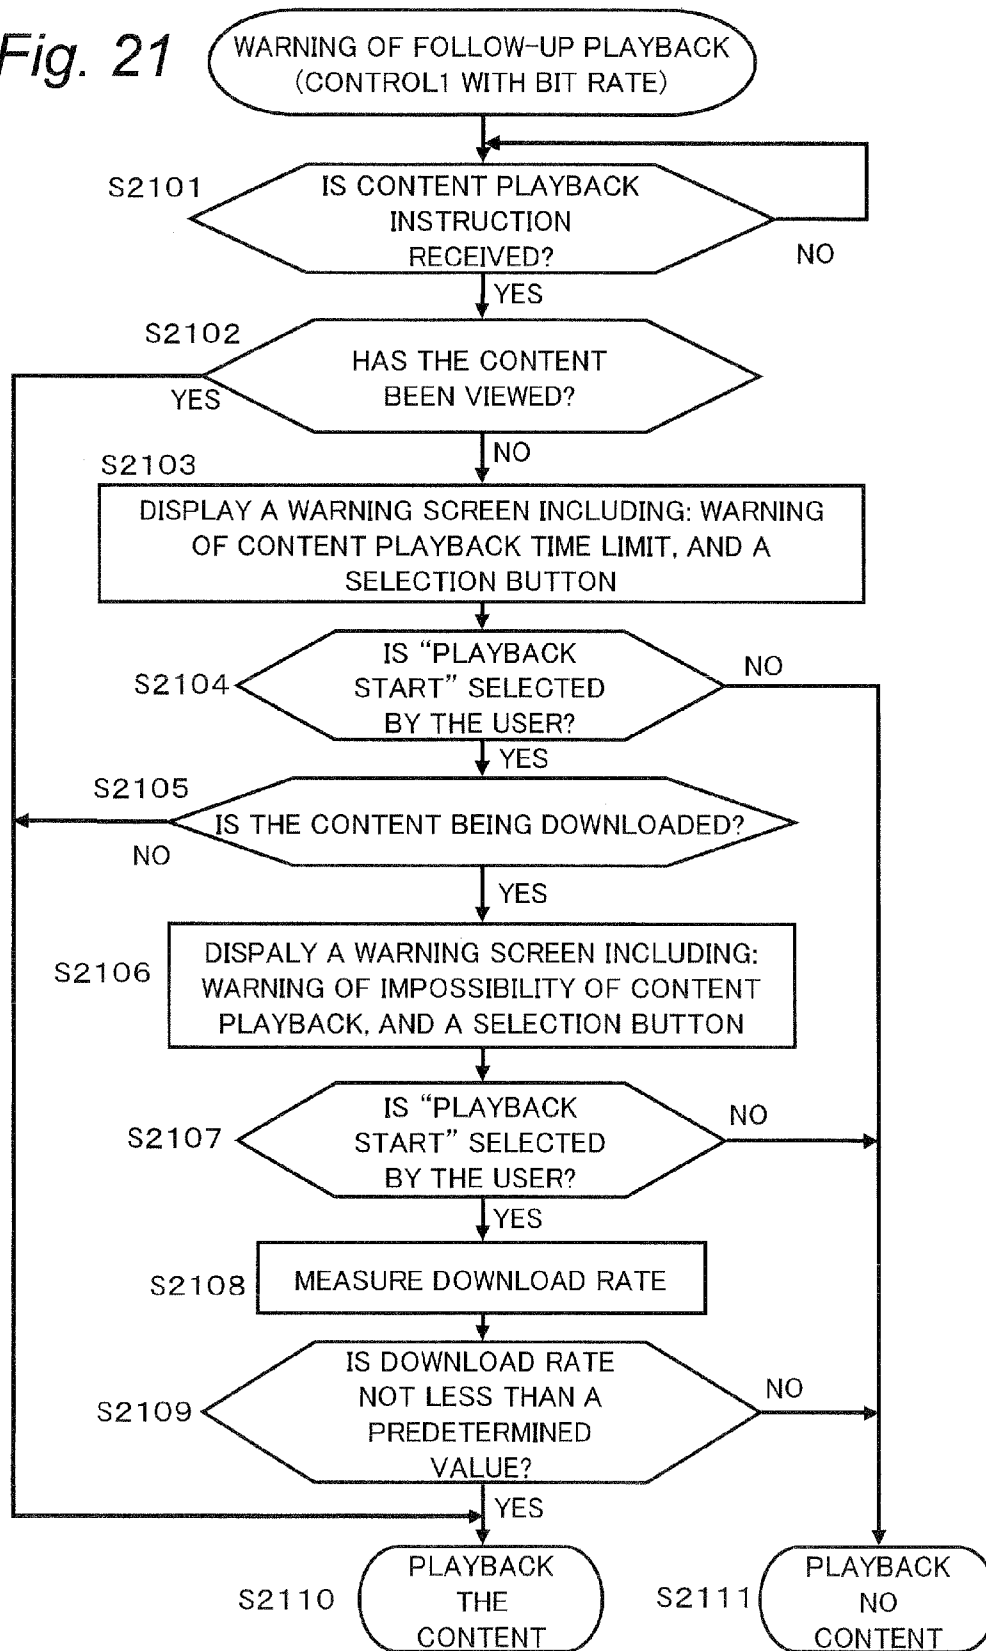 Fig. 21
WARNING OF FOLLOW-UP PLAYBACK
(CONTROL1 WITH BIT RATE)
S2101
IS CONTENT PLAYBACK
INSTRUCTION
RECEIVED?
NO
YES
S2102
HAS THE CONTENT
BEEN VIEWED?
YES
NO
S2103
DISPLAY A WARNING SCREEN INCLUDING: WARNING
OF CONTENT PLAYBACK TIME LIMIT, AND A
SELECTION BUTTON
S2104
IS “PLAYBACK
START” SELECTED
BY THE USER?
NO
YES
S2105
IS THE CONTENT BEING DOWNLOADED?
NO
YES
S2106
DISPALY A WARNING SCREEN INCLUDING:
WARNING OF IMPOSSIBILITY OF CONTENT
PLAYBACK, AND A SELECTION BUTTON
S2107
IS “PLAYBACK
START” SELECTED
BY THE USER?
NO
YES
S2108
MEASURE DOWNLOAD RATE
S2109
IS DOWNLOAD RATE
NOT LESS THAN A
PREDETERMINED
VALUE?
NO
YES
S2110
PLAYBACK
THE
CONTENT
S2111
PLAYBACK
NO
CONTENT